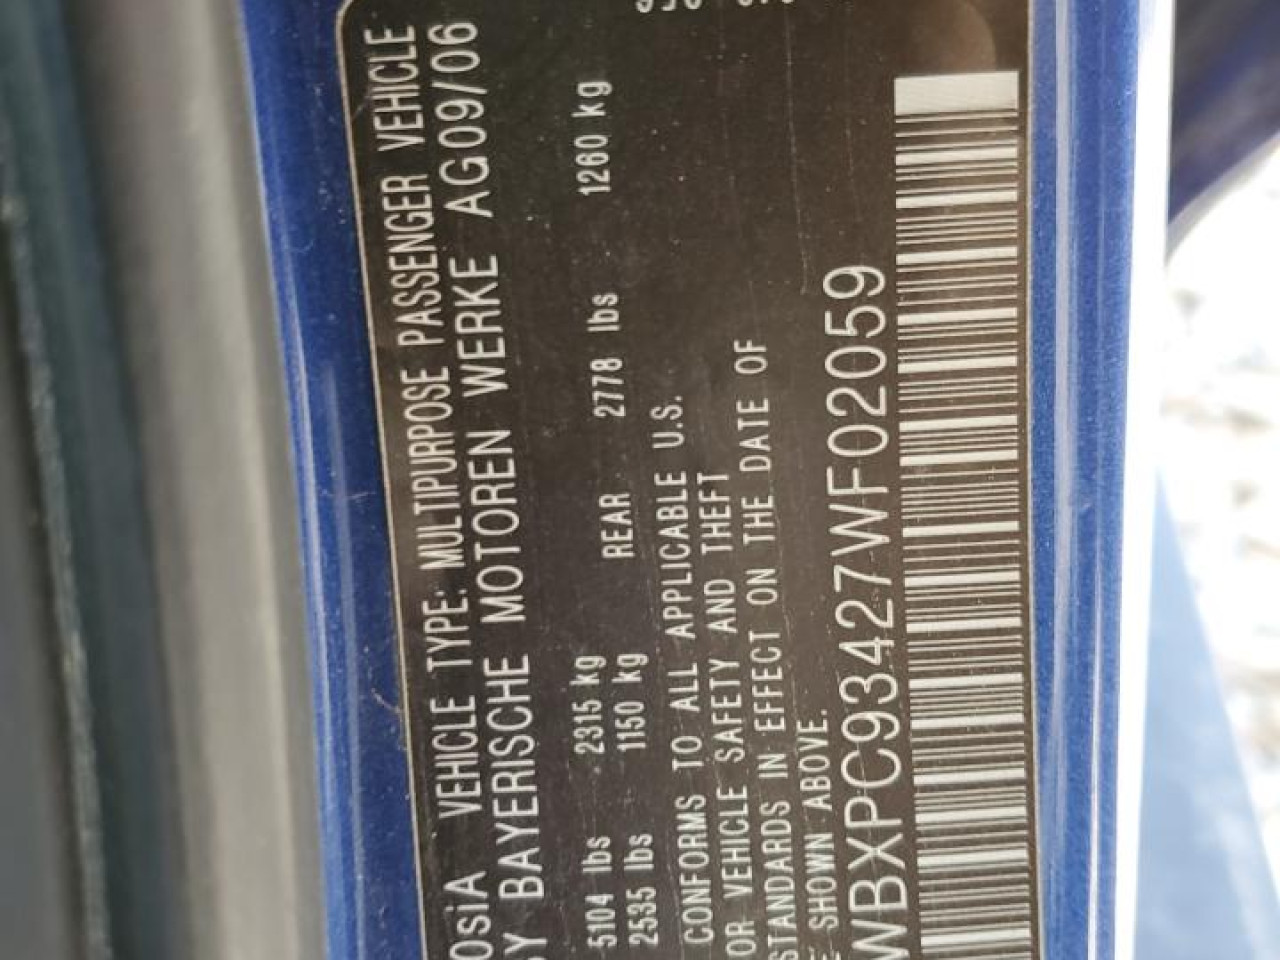 VEHICLE TYPE: MULTIPURPOSE PASSENGER VEHICLE
BAYERISCHE MOTOREN WERKE AG09/06
5104 lbs 2315 kg
2535 lbs 1150 kg REAR 2778 lbs 1260 kg
CONFORMS TO ALL APPLICABLE U.S.
OR VEHICLE SAFETY AND THEFT
STANDARDS IN EFFECT ON THE DATE OF
SHOWN ABOVE.
WBXPC93427WF02059